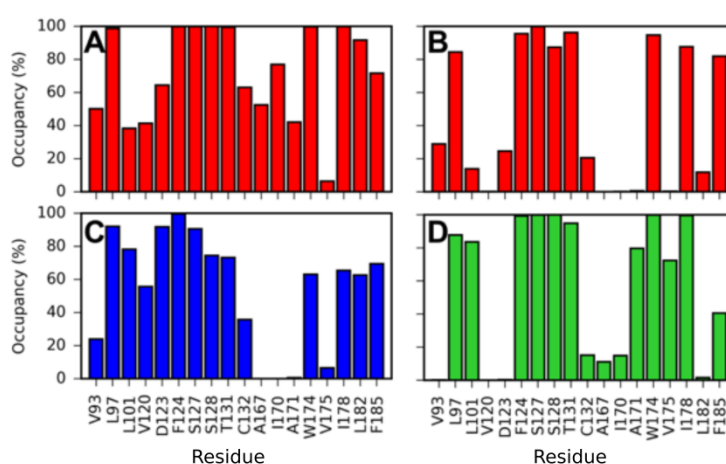 A
B
Occupancy (%)
100
80
60
40
20
0
C
D
Occupancy (%)
100
80
60
40
20
0
V93 L97 L101 V120 D123 F124 S127 S128 T131 C132 A167 I170 A171 W174 V175 I178 L182 F185
V93 L97 L101 V120 D123 F124 S127 S128 T131 C132 A167 I170 A171 W174 V175 I178 L182 F185
Residue
Residue